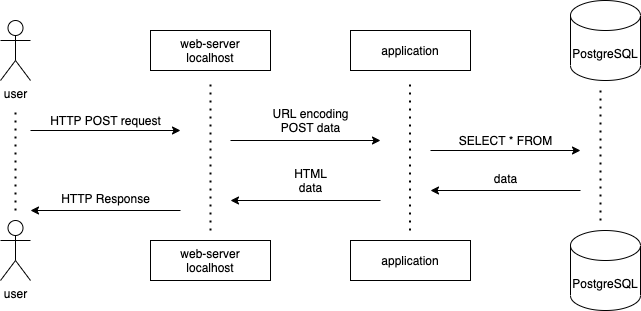 web-server
localhost
application
PostgreSQL
user
HTTP POST request
URL encoding
POST data
SELECT * FROM
HTML
data
data
HTTP Response
web-server
localhost
application
PostgreSQL
user